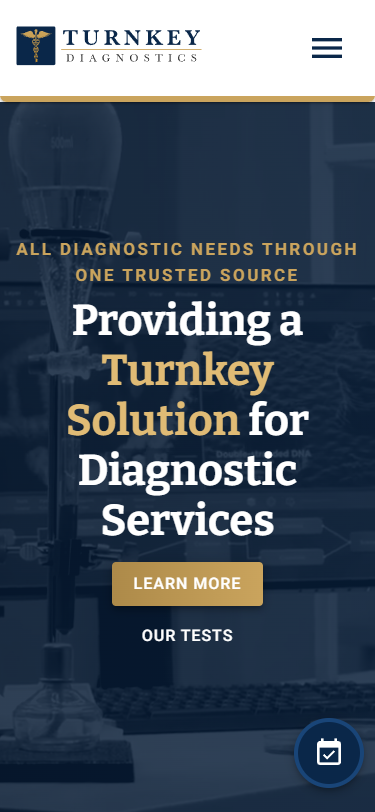 TURNKEY
DIAGNOSTICS
500ml
ALL DIAGNOSTIC NEEDS THROUGH
ONE TRUSTED SOURCE
Providing a
Turnkey
Solution for
Diagnostic
Services
LEARN MORE
OUR TESTS